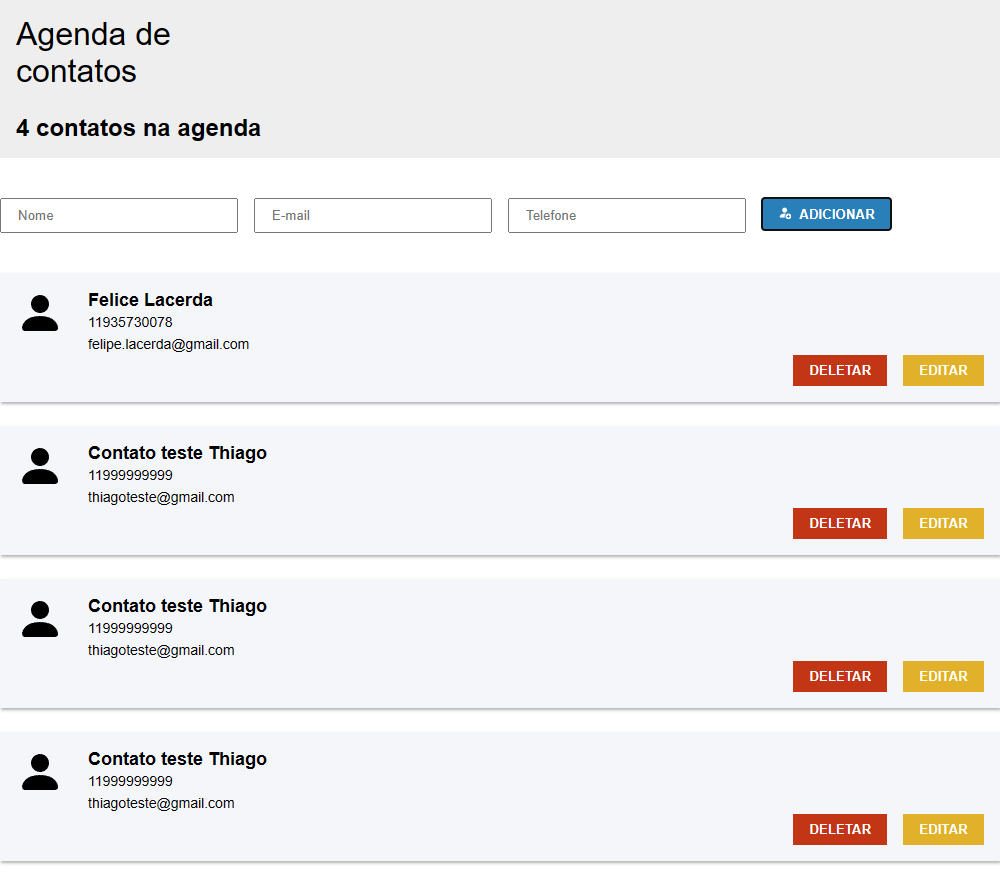 Agenda de
contatos
4 contatos na agenda
Nome
E-mail
Telefone
ADICIONAR
Felice Lacerda
11935730078
felipe.lacerda@gmail.com
DELETAR
EDITAR
Contato teste Thiago
11999999999
thiagoteste@gmail.com
DELETAR
EDITAR
Contato teste Thiago
11999999999
thiagoteste@gmail.com
DELETAR
EDITAR
Contato teste Thiago
11999999999
thiagoteste@gmail.com
DELETAR
EDITAR